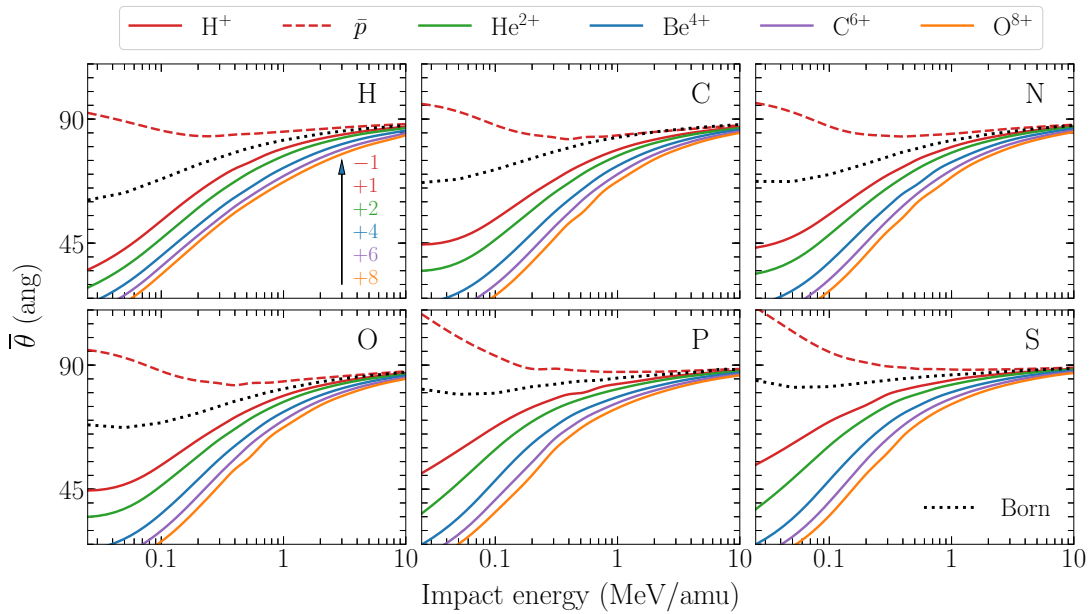 H⁺ p̄ He²⁺ Be⁴⁺ C⁶⁺ O⁸⁺
H C N
90
45
−1
+1
+2
+4
+6
+8
O P S
90
45
Born
0.1 1 10 0.1 1 10 0.1 1 10
θ̅ (ang)
Impact energy (MeV/amu)